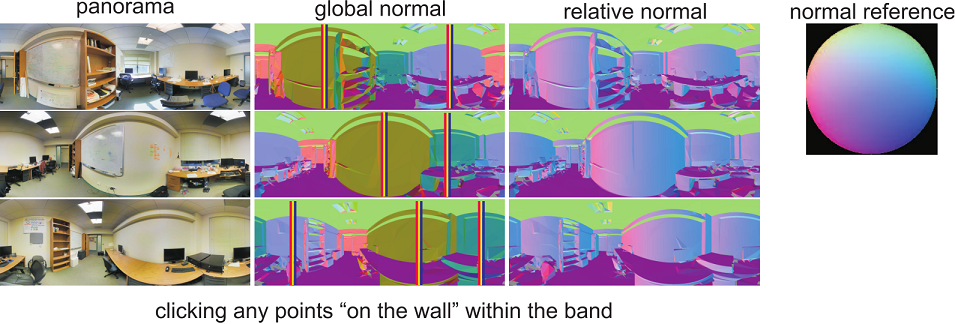 panorama
global normal
relative normal
normal reference
clicking any points “on the wall” within the band